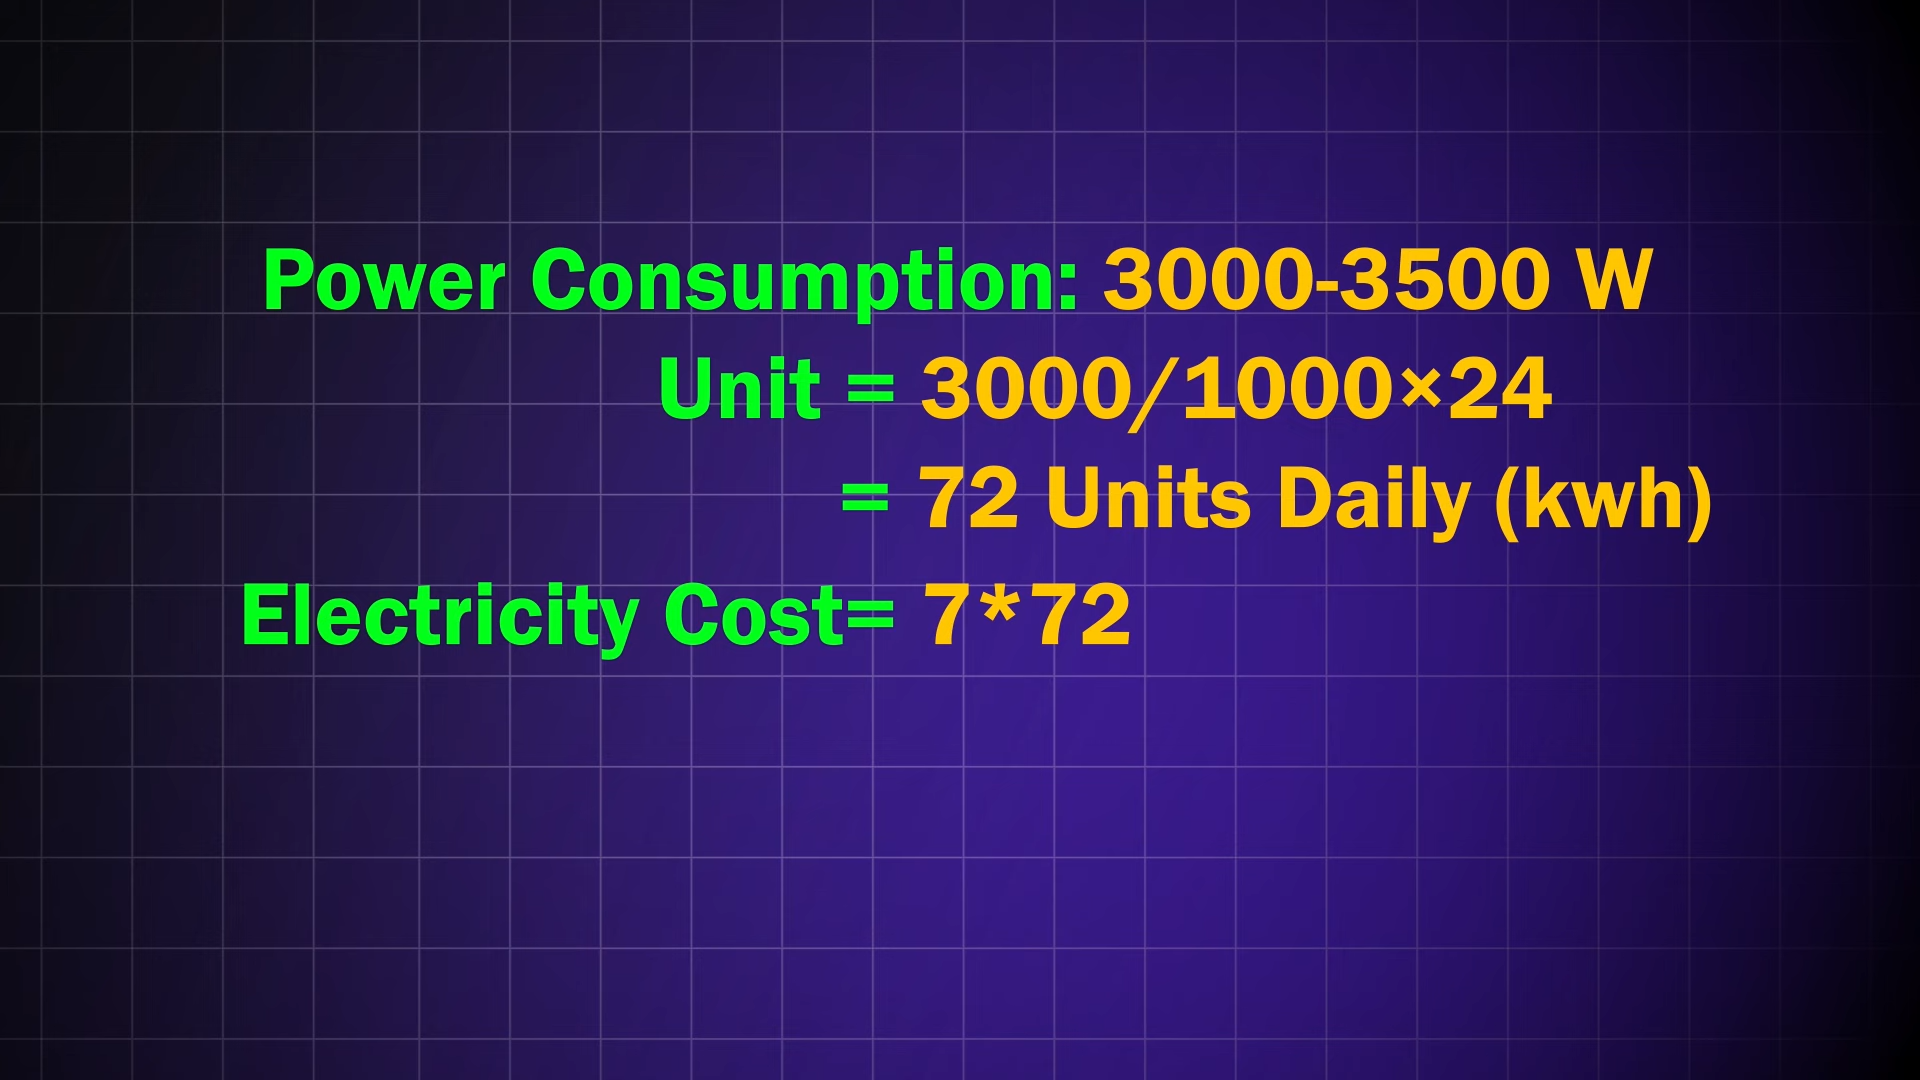 Power Consumption: 3000-3500 W
Unit = 3000/1000×24
= 72 Units Daily (kwh)
Electricity Cost= 7*72